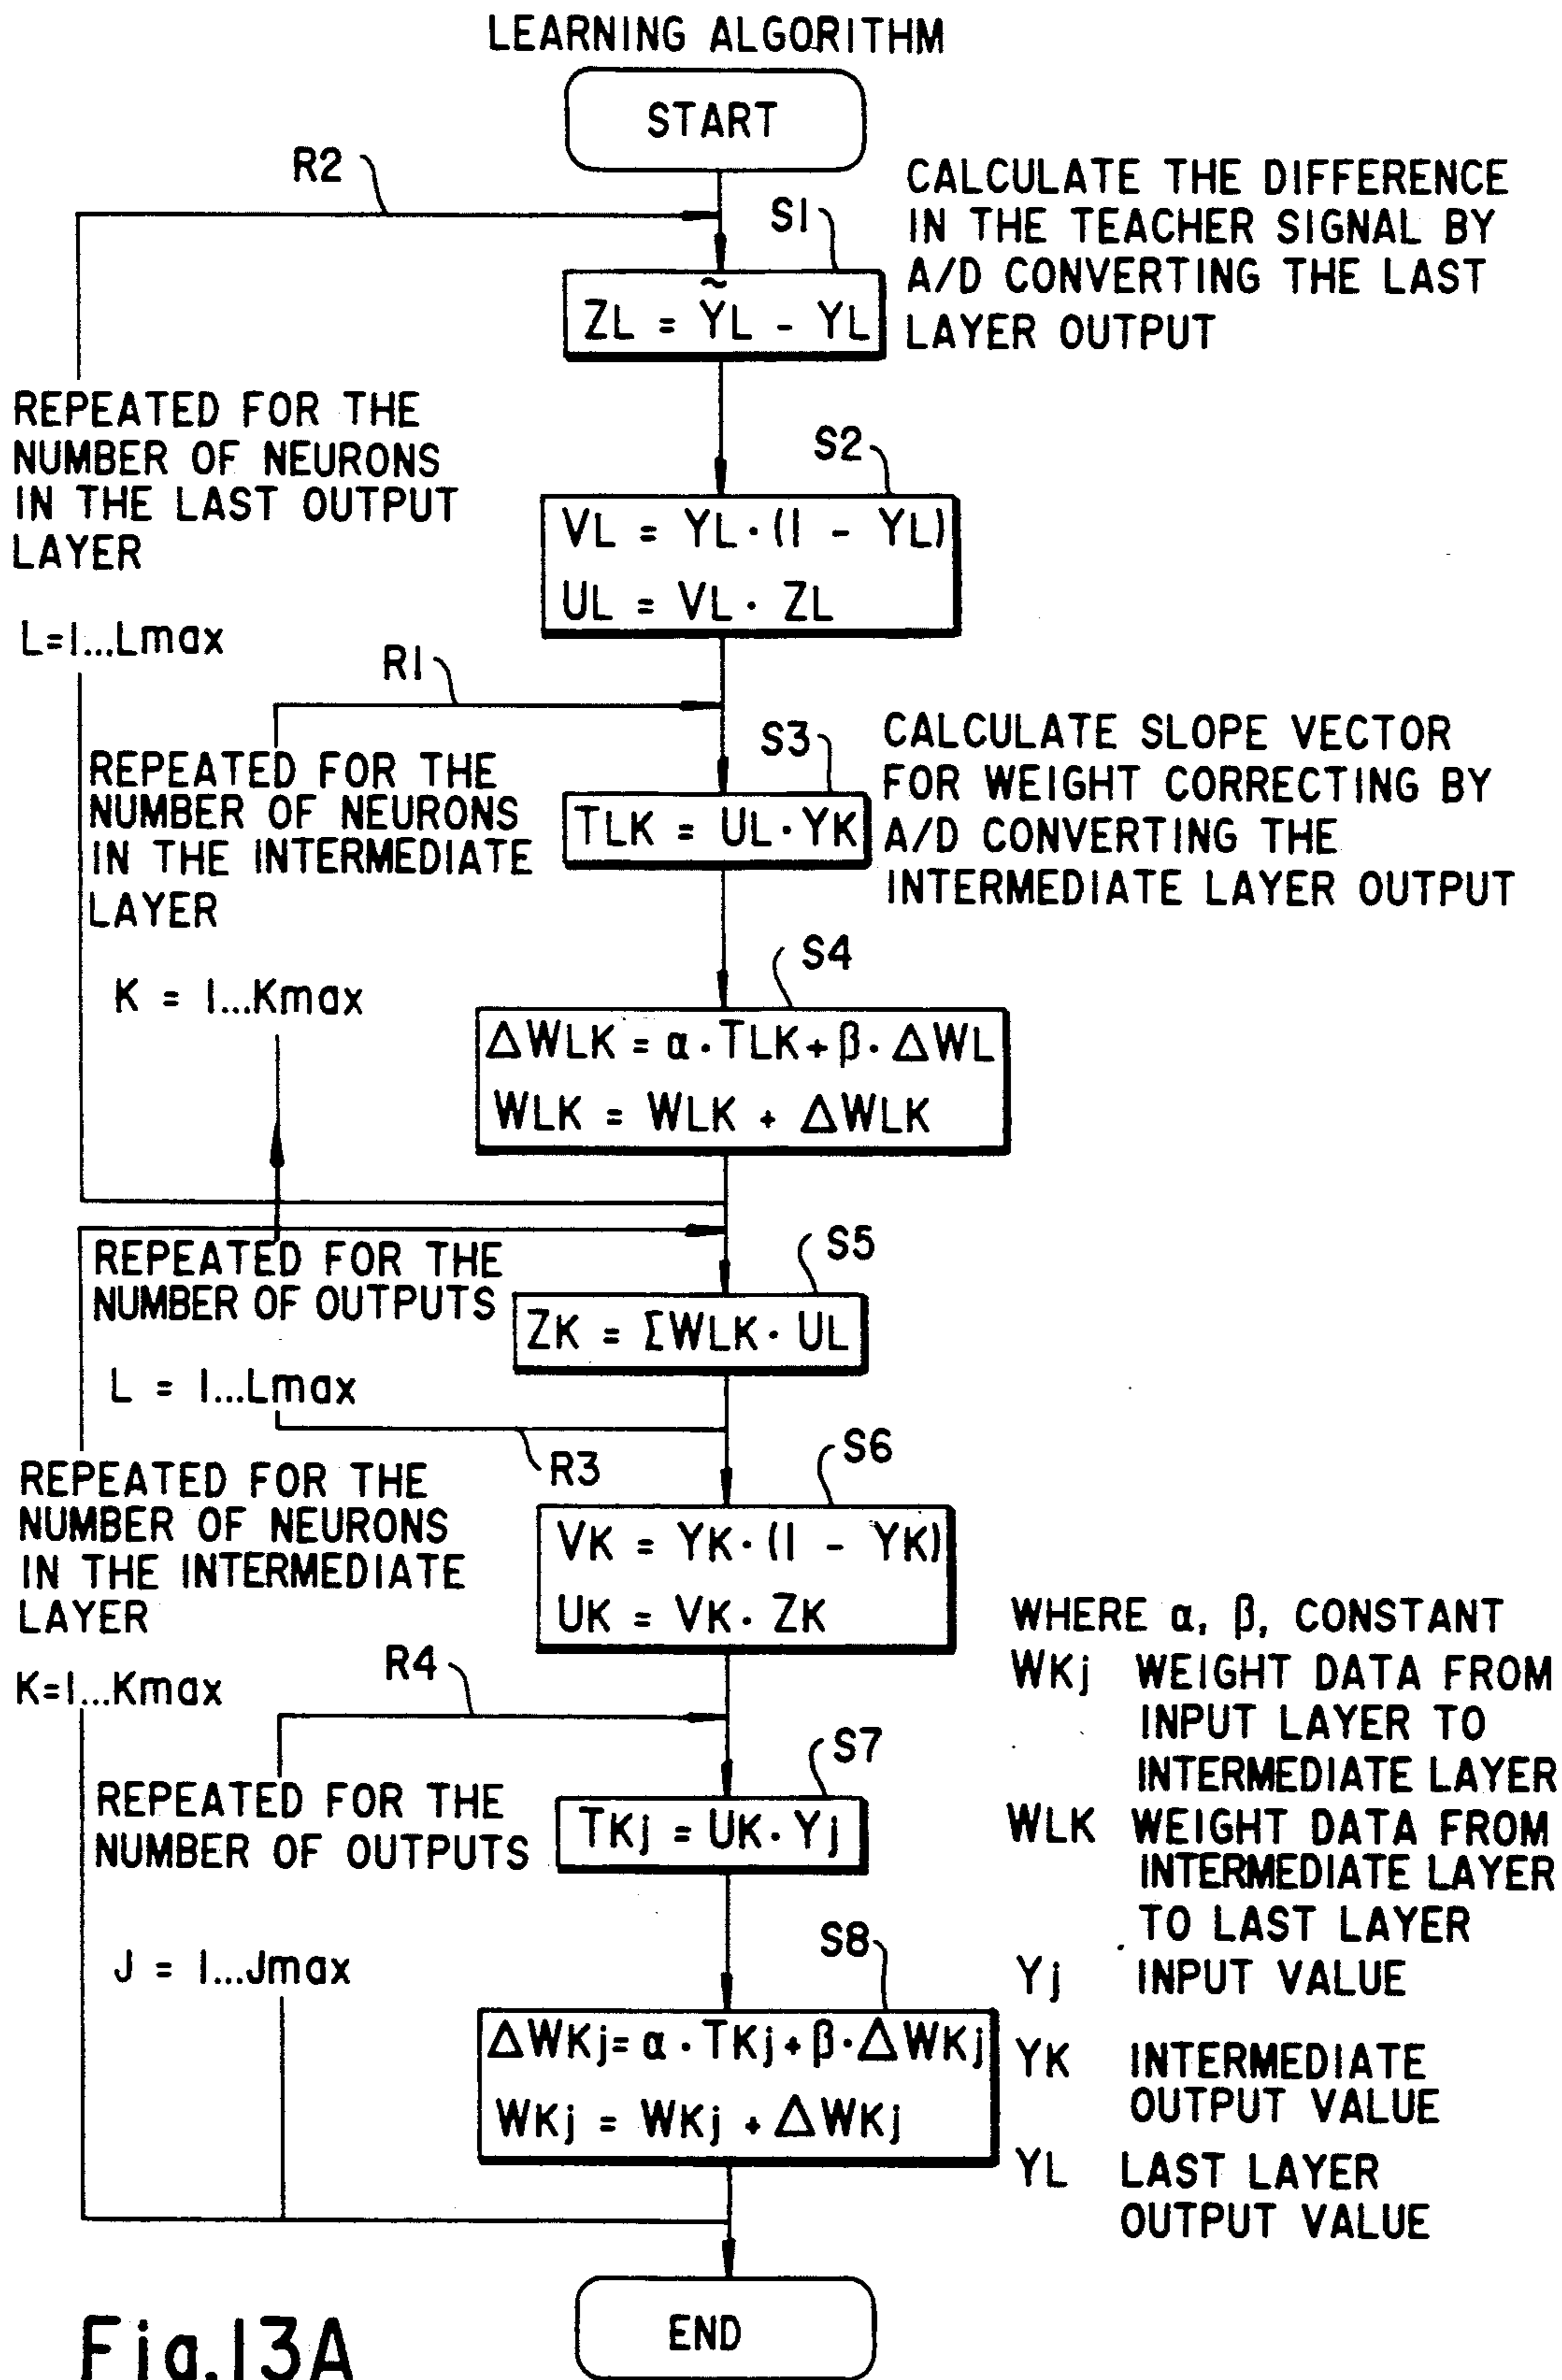 LEARNING ALGORITHM
START
R2
S1
CALCULATE THE DIFFERENCE
IN THE TEACHER SIGNAL BY
A/D CONVERTING THE LAST
LAYER OUTPUT
ZL = ỸL - YL
REPEATED FOR THE
NUMBER OF NEURONS
IN THE LAST OUTPUT
LAYER
L=1...Lmax
S2
VL = YL·(1 - YL)
UL = VL· ZL
R1
REPEATED FOR THE
NUMBER OF NEURONS
IN THE INTERMEDIATE
LAYER
K = 1...Kmax
S3
CALCULATE SLOPE VECTOR
FOR WEIGHT CORRECTING BY
A/D CONVERTING THE
INTERMEDIATE LAYER OUTPUT
TLK = UL·YK
S4
ΔWLK = α·TLK+β·ΔWL
WLK = WLK + ΔWLK
REPEATED FOR THE
NUMBER OF OUTPUTS
L = 1...Lmax
S5
ZK = ΣWLK· UL
R3
REPEATED FOR THE
NUMBER OF NEURONS
IN THE INTERMEDIATE
LAYER
K=1...Kmax
S6
VK = YK·(1 - YK)
UK = VK· ZK
R4
REPEATED FOR THE
NUMBER OF OUTPUTS
J = 1...Jmax
S7
TKj = UK·Yj
S8
ΔWKj=α·TKj+β·ΔWKj
WKj = WKj + ΔWKj
WHERE α, β, CONSTANT
WKj WEIGHT DATA FROM
INPUT LAYER TO
INTERMEDIATE LAYER
WLK WEIGHT DATA FROM
INTERMEDIATE LAYER
TO LAST LAYER
Yj INPUT VALUE
YK INTERMEDIATE
OUTPUT VALUE
YL LAST LAYER
OUTPUT VALUE
END
Fig.13A